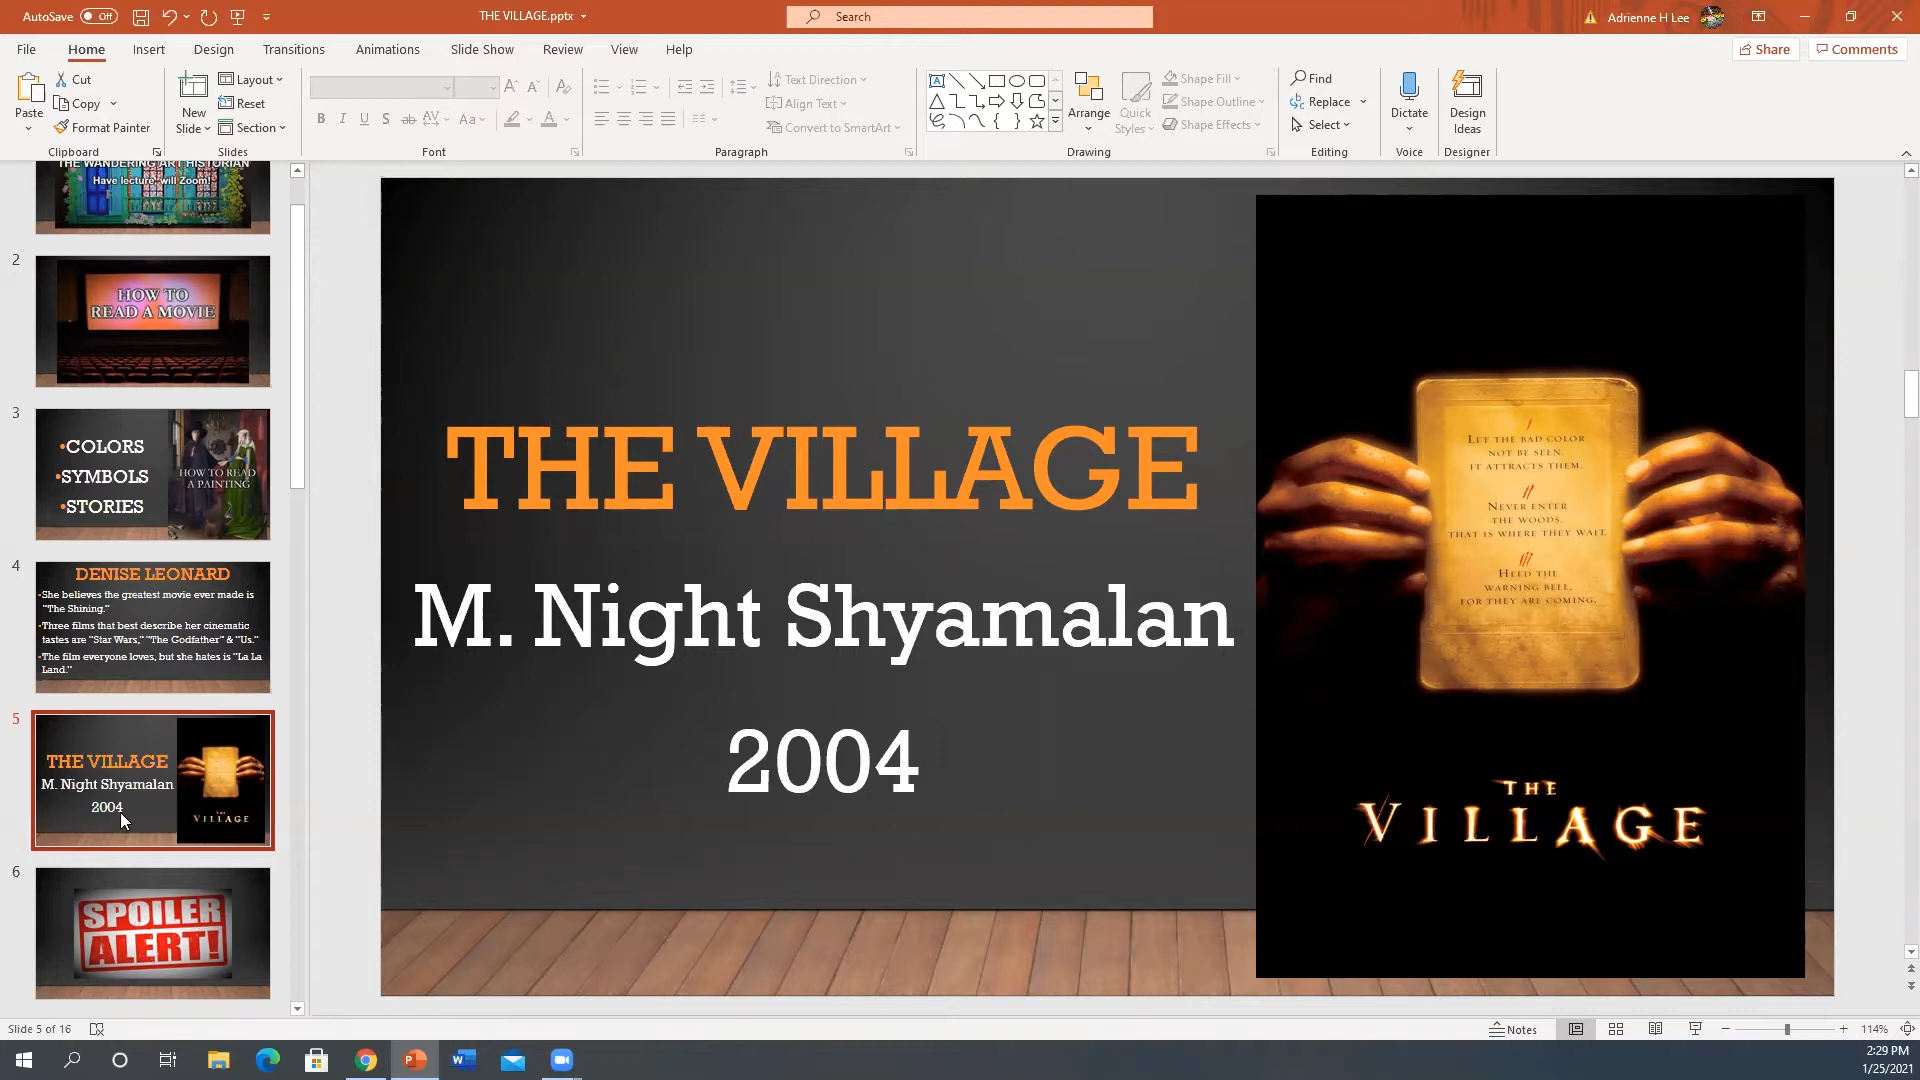 AutoSave Off
THE VILLAGE.pptx
Search
Adrienne H Lee
File Home Insert Design Transitions Animations Slide Show Review View Help
Share Comments
Paste
Cut
Copy
Format Painter
Clipboard
New
Slide
Layout
Reset
Section
Slides
B I U S ab AV Aa A
Font
Text Direction
Align Text
Convert to SmartArt
Paragraph
Arrange
Quick
Styles
Shape Fill
Shape Outline
Shape Effects
Drawing
Find
Replace
Select
Editing
Dictate
Voice
Design
Ideas
Designer
THE WANDERING ART HISTORIAN
Have lecture, will Zoom!
2
HOW TO
READ A MOVIE
3
•COLORS
•SYMBOLS
•STORIES
HOW TO READ
A PAINTING
4
DENISE LEONARD
•She believes the greatest movie ever made is
"The Shining."
•Three films that best describe her cinematic
tastes are "Star Wars," "The Godfather" & "Us."
•The film everyone loves, but she hates is "La La
Land."
5
THE VILLAGE
M. Night Shyamalan
2004
THE
VILLAGE
6
SPOILER
ALERT!
THE VILLAGE
M. Night Shyamalan
2004
I
LET THE BAD COLOR
NOT BE SEEN.
IT ATTRACTS THEM.
II
NEVER ENTER
THE WOODS.
THAT IS WHERE THEY WAIT.
III
HEED THE
WARNING BELL,
FOR THEY ARE COMING.
THE
VILLAGE
Slide 5 of 16
Notes
114%
2:29 PM
1/25/2021